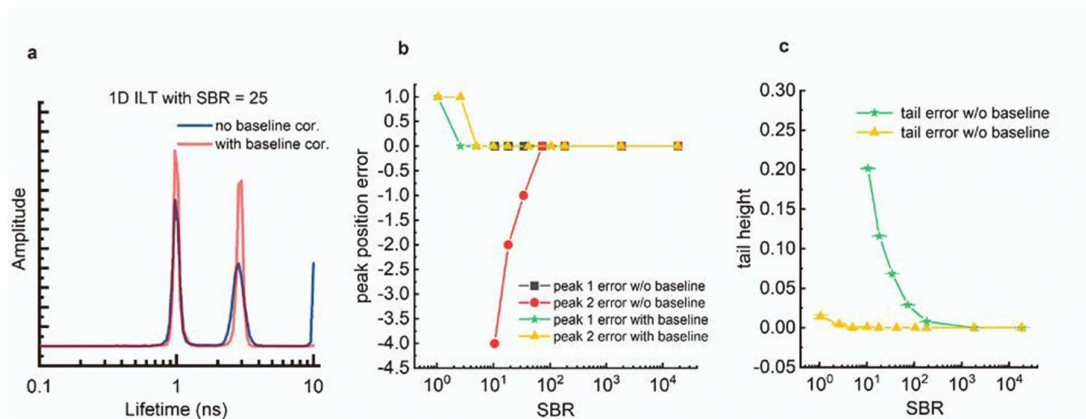 a
1D ILT with SBR = 25
no baseline cor.
with baseline cor.
Amplitude
0.1
1
10
Lifetime (ns)
b
1.0
0.5
0.0
-0.5
-1.0
-1.5
-2.0
-2.5
-3.0
-3.5
-4.0
-4.5
peak position error
peak 1 error w/o baseline
peak 2 error w/o baseline
peak 1 error with baseline
peak 2 error with baseline
10⁰ 10¹ 10² 10³ 10⁴
SBR
c
0.30
0.25
0.20
0.15
0.10
0.05
0.00
-0.05
tail height
tail error w/o baseline
tail error w/o baseline
10⁰ 10¹ 10² 10³ 10⁴
SBR